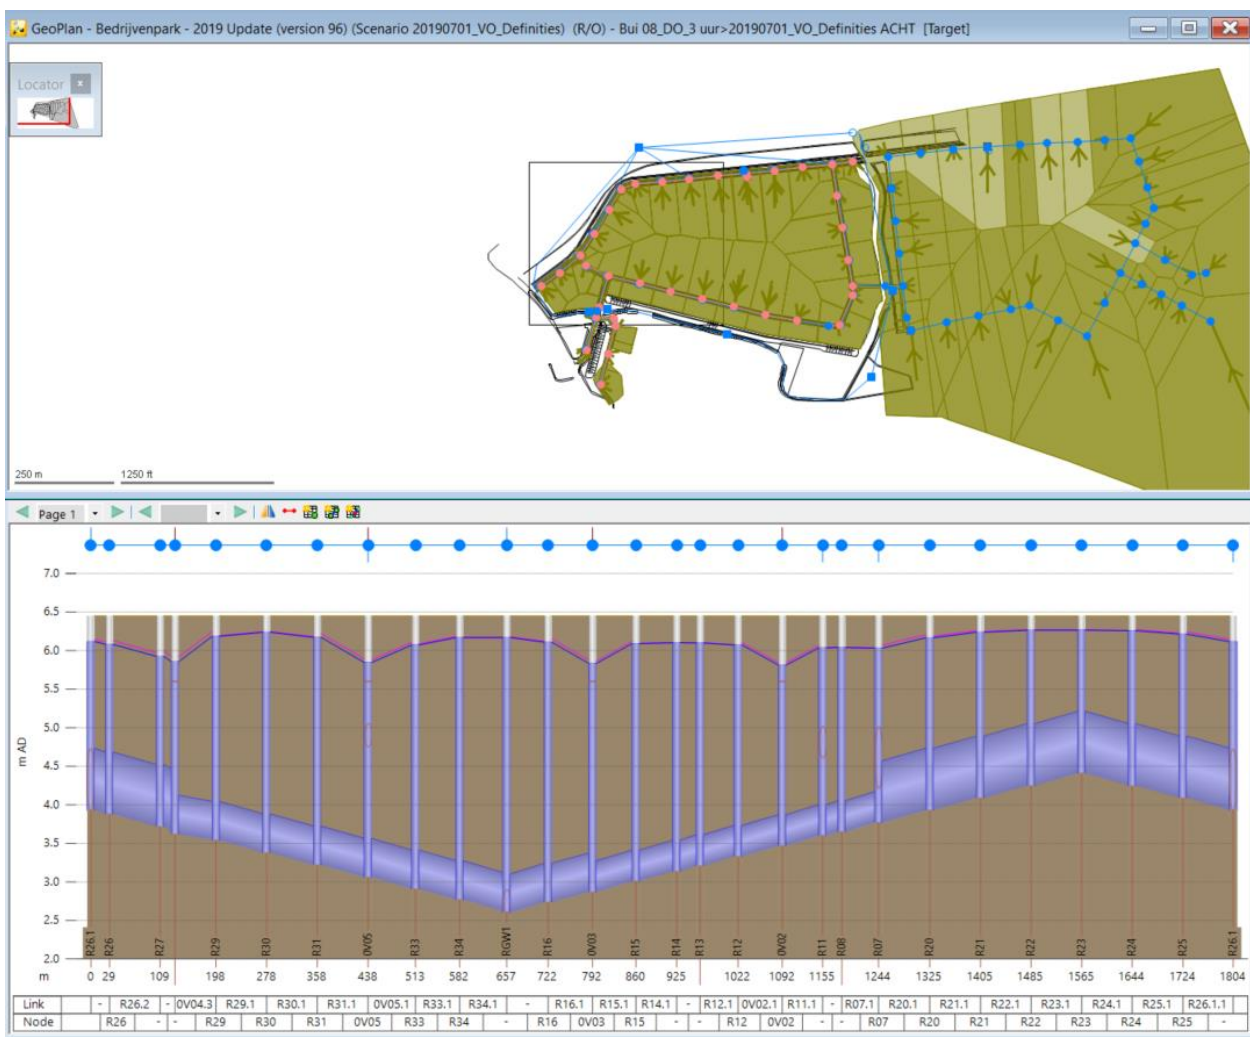 GeoPlan - Bedrijvenpark - 2019 Update (version 96) (Scenario 20190701_VO_Definities) (R/O) - Bui 08_DO_3 uur>20190701_VO_Definities ACHT [Target]
Locator
250 m 1250 ft
Page 1
7.0
6.5
6.0
5.5
5.0
m AD
4.5
4.0
3.5
3.0
2.5
2.0
R26.1 R26 R27 R29 R30 R31 0V05 R33 R34 RGW1 R16 0V03 R15 R14 R13 R12 0V02 R11 R08 R07 R20 R21 R22 R23 R24 R25 R26.1
m 0 29 109 198 278 358 438 513 582 657 722 792 860 925 1022 1092 1155 1244 1325 1405 1485 1565 1644 1724 1804
Link - R26.2 - 0V04.3 R29.1 R30.1 R31.1 0V05.1 R33.1 R34.1 - R16.1 R15.1 R14.1 - R12.1 0V02.1 R11.1 - R07.1 R20.1 R21.1 R22.1 R23.1 R24.1 R25.1 R26.1.1
Node R26 - - R29 R30 R31 0V05 R33 R34 - R16 0V03 R15 - - R12 0V02 - - R07 R20 R21 R22 R23 R24 R25 -